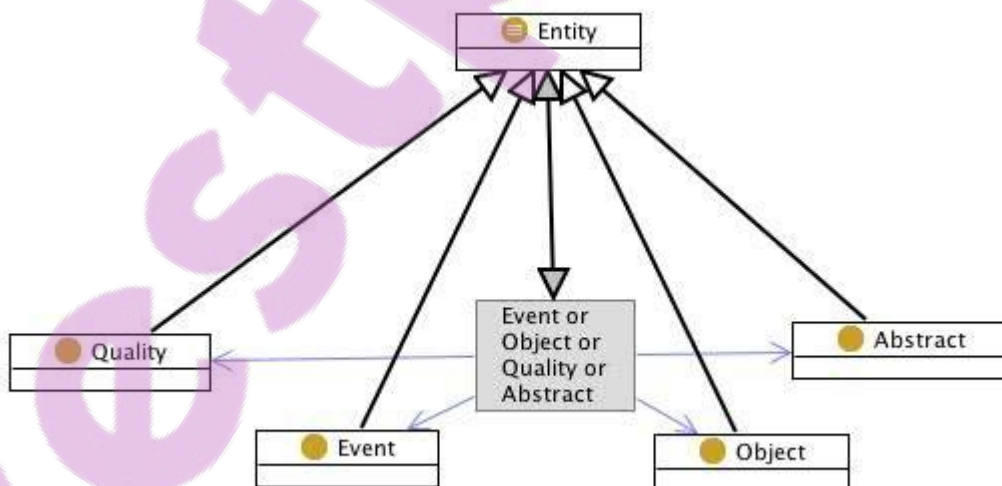 Entity
Event or
Object or
Quality or
Abstract
Quality
Abstract
Event
Object